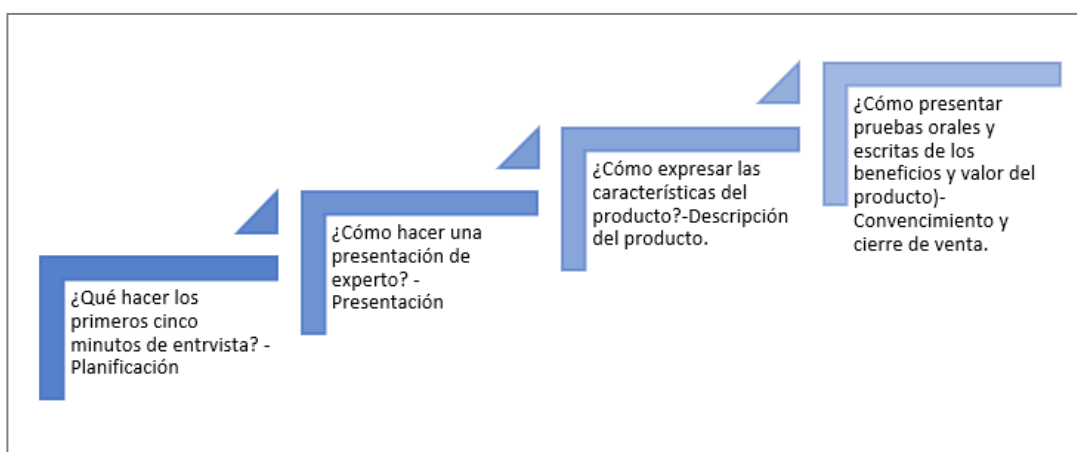 ¿Qué hacer los
primeros cinco
minutos de entrvista? -
Planificación
¿Cómo hacer una
presentación de
experto? -
Presentación
¿Cómo expresar las
características del
producto?-Descripción
del producto.
¿Cómo presentar
pruebas orales y
escritas de los
beneficios y valor del
producto)-
Convencimiento y
cierre de venta.